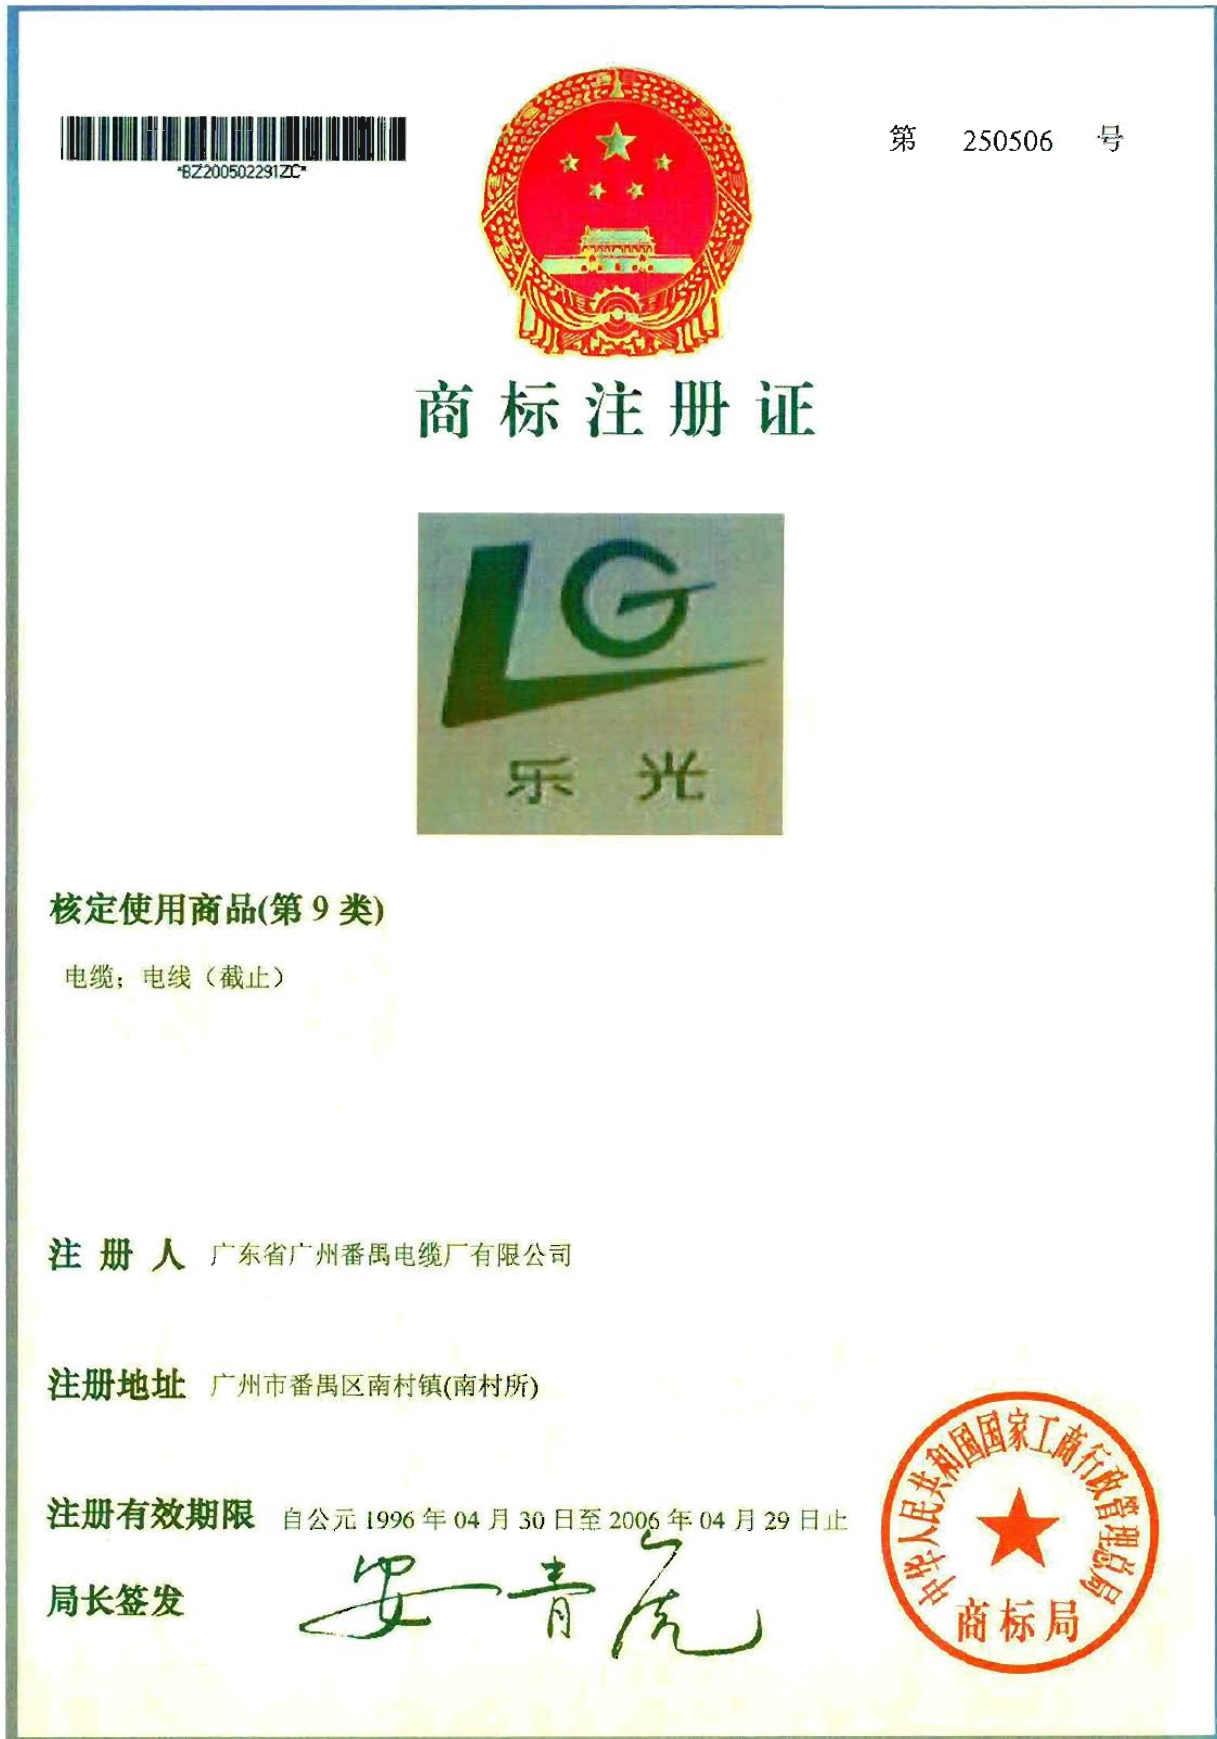 *BZ200502291ZC*
第 250506 号
商标注册证
LG
乐光
核定使用商品(第 9 类)
电缆；电线（截止）
注 册 人 广东省广州番禺电缆厂有限公司
注册地址 广州市番禺区南村镇(南村所)
注册有效期限 自公元 1996 年 04 月 30 日至 2006 年 04 月 29 日止
局长签发 安青虎
中华人民共和国国家工商行政管理总局
商标局